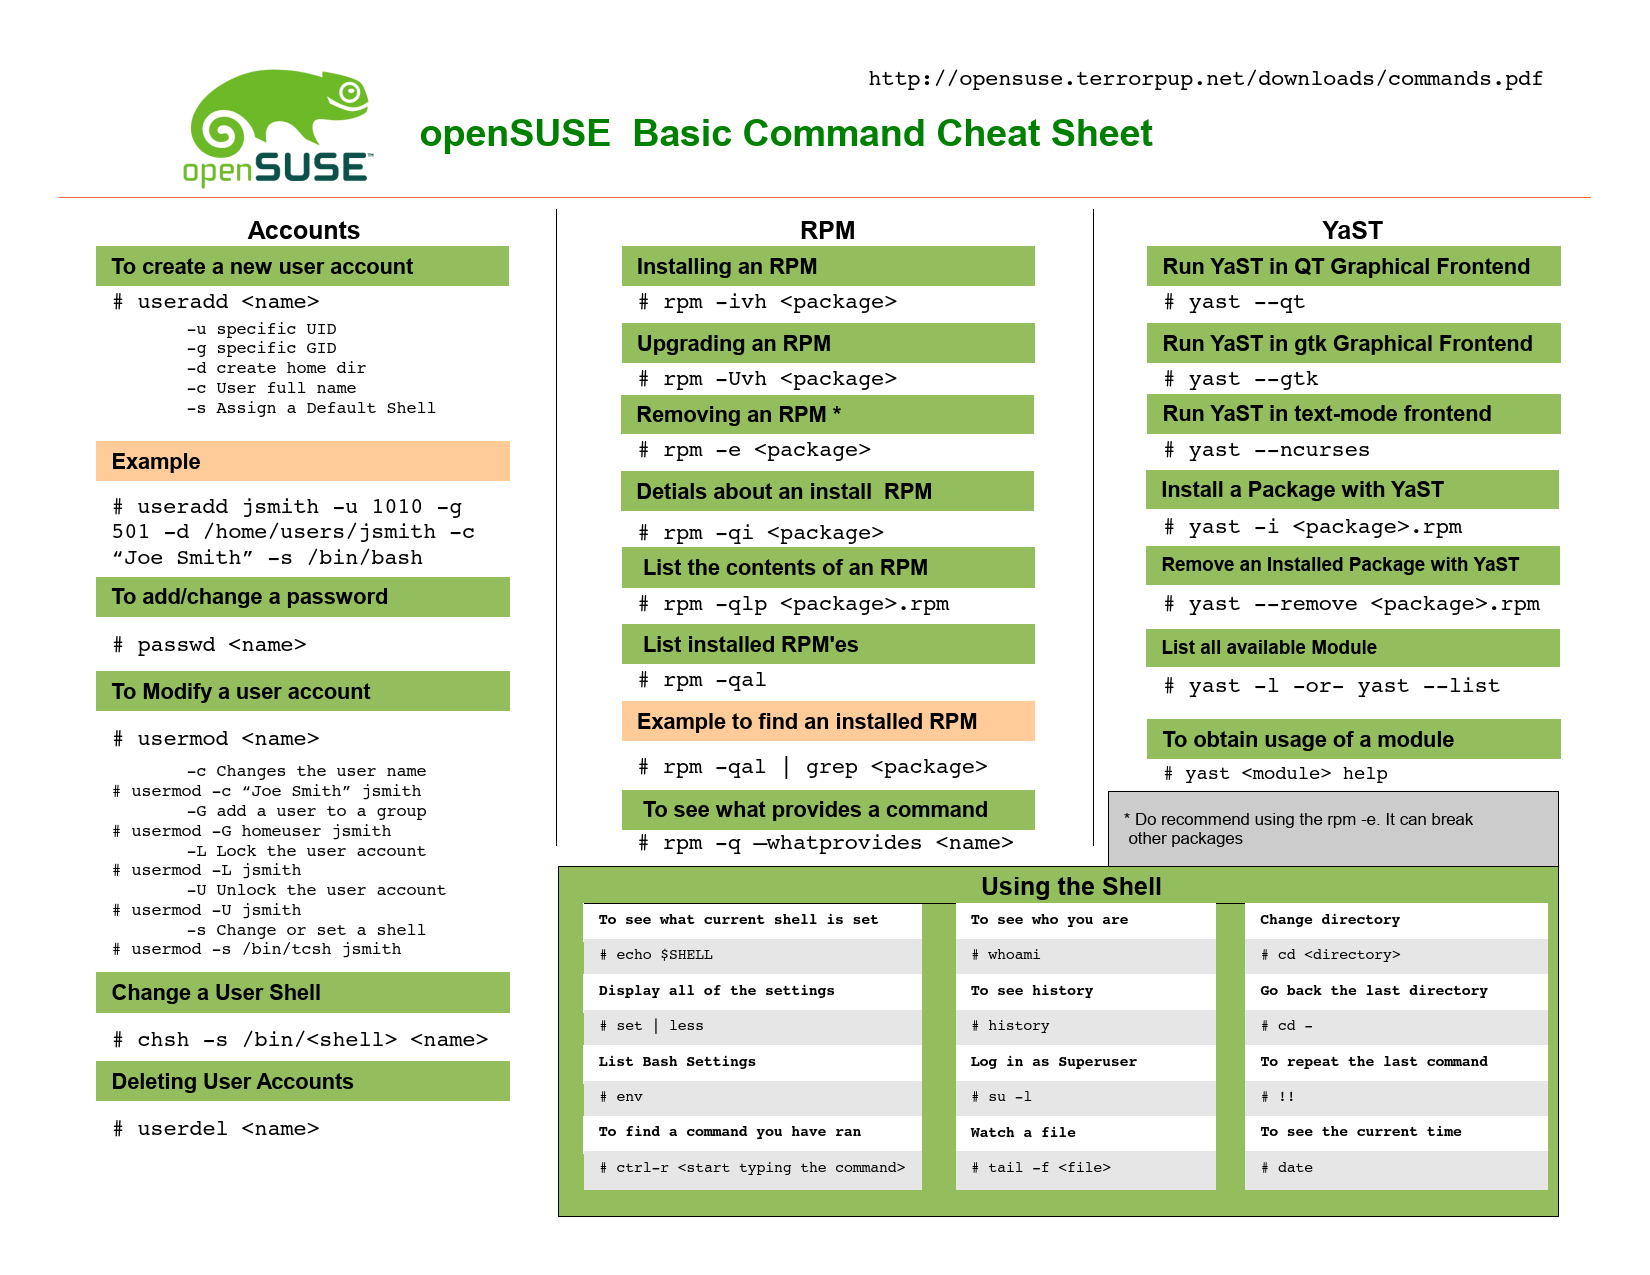 http://opensuse.terrorpup.net/downloads/commands.pdf
openSUSE™
openSUSE  Basic Command Cheat Sheet
Accounts
To create a new user account
# useradd <name>
-u specific UID
-g specific GID
-d create home dir
-c User full name
-s Assign a Default Shell
Example
# useradd jsmith -u 1010 -g
501 -d /home/users/jsmith -c
“Joe Smith” -s /bin/bash
To add/change a password
# passwd <name>
To Modify a user account
# usermod <name>
-c Changes the user name
# usermod -c “Joe Smith” jsmith
-G add a user to a group
# usermod -G homeuser jsmith
-L Lock the user account
# usermod -L jsmith
-U Unlock the user account
# usermod -U jsmith
-s Change or set a shell
# usermod -s /bin/tcsh jsmith
Change a User Shell
# chsh -s /bin/<shell> <name>
Deleting User Accounts
# userdel <name>
RPM
Installing an RPM
# rpm -ivh <package>
Upgrading an RPM
# rpm -Uvh <package>
Removing an RPM *
# rpm -e <package>
Detials about an install  RPM
# rpm -qi <package>
List the contents of an RPM
# rpm -qlp <package>.rpm
List installed RPM'es
# rpm -qal
Example to find an installed RPM
# rpm -qal | grep <package>
To see what provides a command
# rpm -q —whatprovides <name>
YaST
Run YaST in QT Graphical Frontend
# yast --qt
Run YaST in gtk Graphical Frontend
# yast --gtk
Run YaST in text-mode frontend
# yast --ncurses
Install a Package with YaST
# yast -i <package>.rpm
Remove an Installed Package with YaST
# yast --remove <package>.rpm
List all available Module
# yast -l -or- yast --list
To obtain usage of a module
# yast <module> help
* Do recommend using the rpm -e. It can break
other packages
Using the Shell
To see what current shell is set
# echo $SHELL
Display all of the settings
# set | less
List Bash Settings
# env
To find a command you have ran
# ctrl-r <start typing the command>
To see who you are
# whoami
To see history
# history
Log in as Superuser
# su -l
Watch a file
# tail -f <file>
Change directory
# cd <directory>
Go back the last directory
# cd -
To repeat the last command
# !!
To see the current time
# date